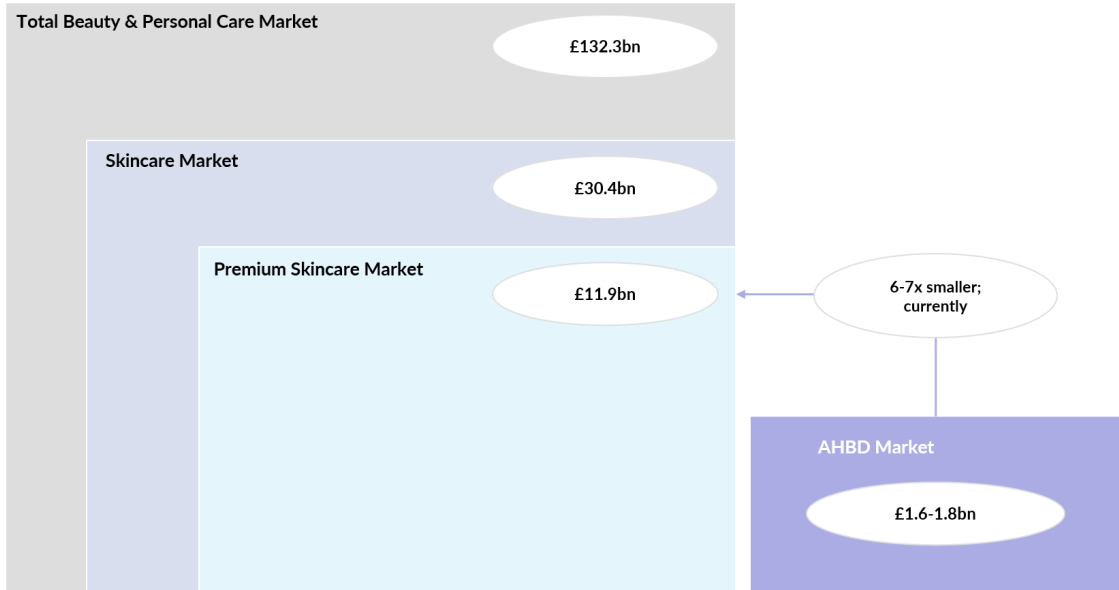 Total Beauty & Personal Care Market
£132.3bn
Skincare Market
£30.4bn
Premium Skincare Market
£11.9bn
6-7x smaller;
currently
AHBD Market
£1.6-1.8bn